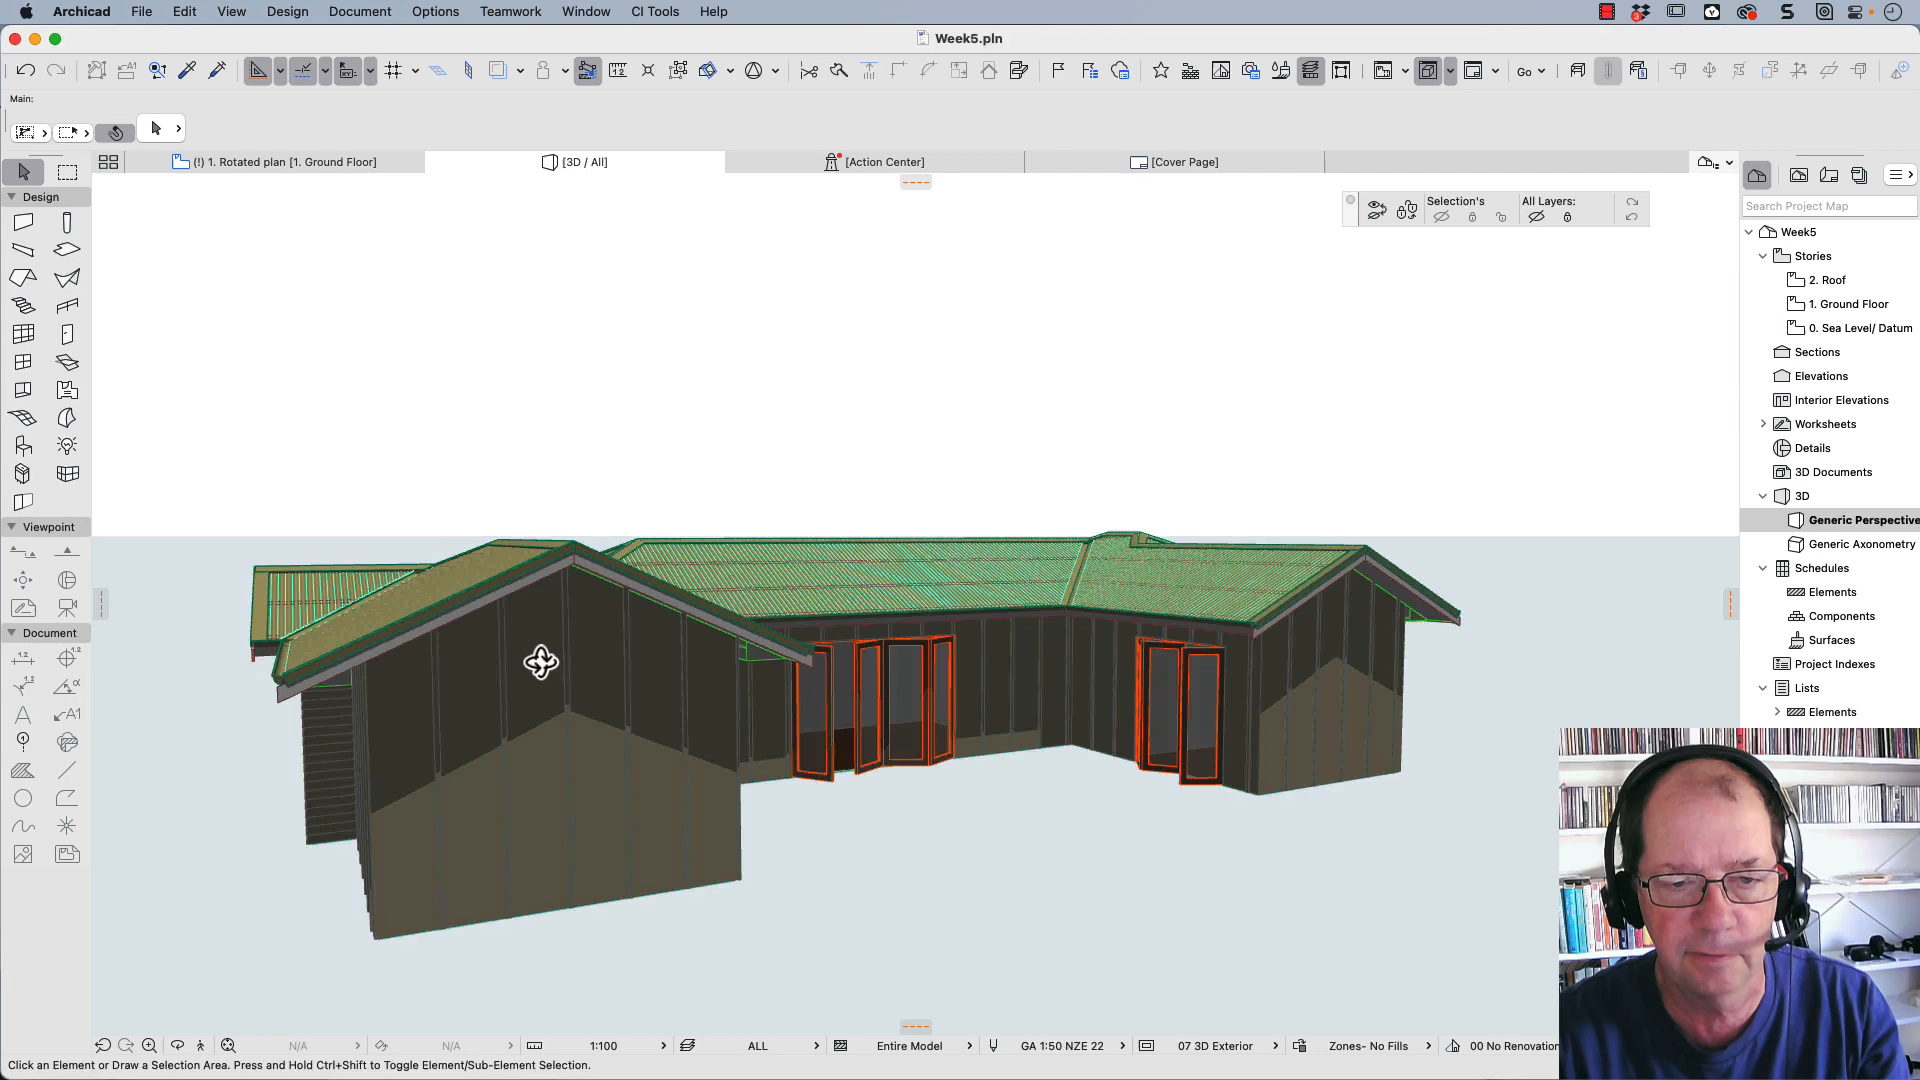 Archicad File Edit View Design Document Options Teamwork Window CI Tools Help
Week5.pln
Go
Main:
(!) 1. Rotated plan [1. Ground Floor]
[3D / All]
[Action Center]
[Cover Page]
Selection's
All Layers:
Design
Viewpoint
Document
Search Project Map
Week5
Stories
2. Roof
1. Ground Floor
0. Sea Level/ Datum
Sections
Elevations
Interior Elevations
Worksheets
Details
3D Documents
3D
Generic Perspective
Generic Axonometry
Schedules
Elements
Components
Surfaces
Project Indexes
Lists
Elements
N/A
N/A
1:100
ALL
Entire Model
GA 1:50 NZE 22
07 3D Exterior
Zones- No Fills
00 No Renovation
Click an Element or Draw a Selection Area. Press and Hold Ctrl+Shift to Toggle Element/Sub-Element Selection.